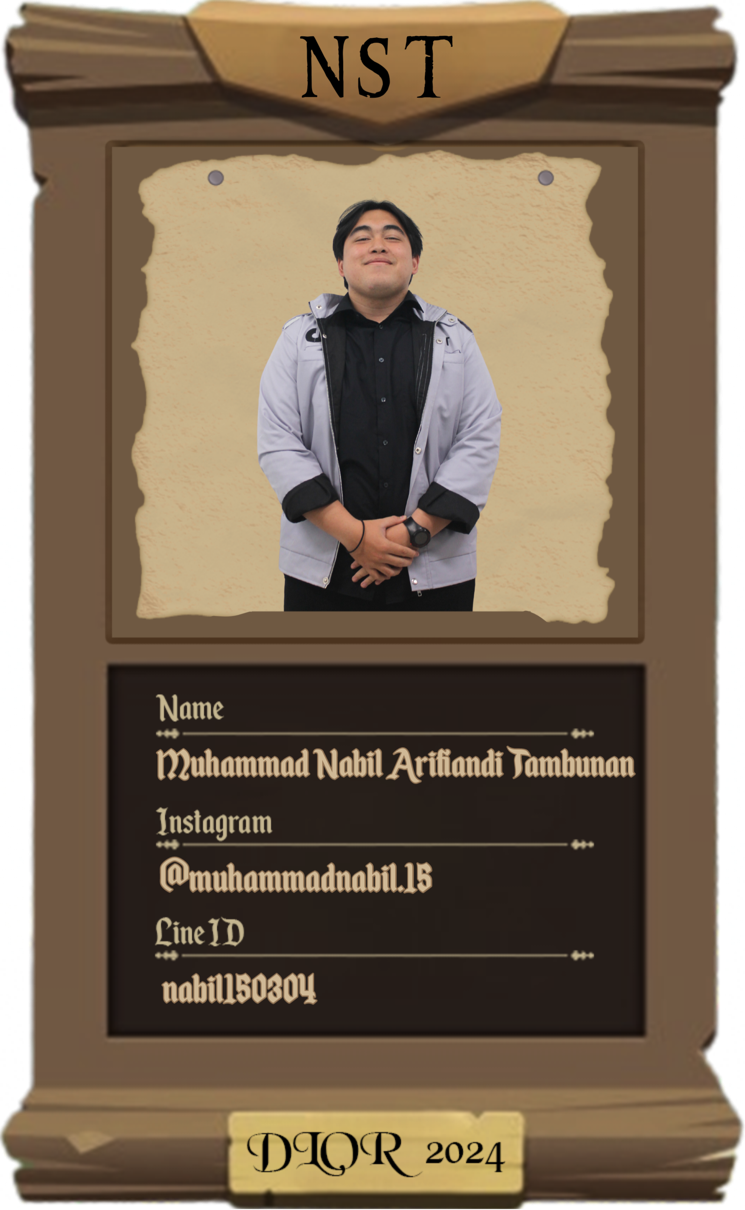 NST
Name
Muhammad Nabil Arifiandi Tambunan
Instagram
@muhammadnabil.15
Line ID
nabil150304
DLOR 2024